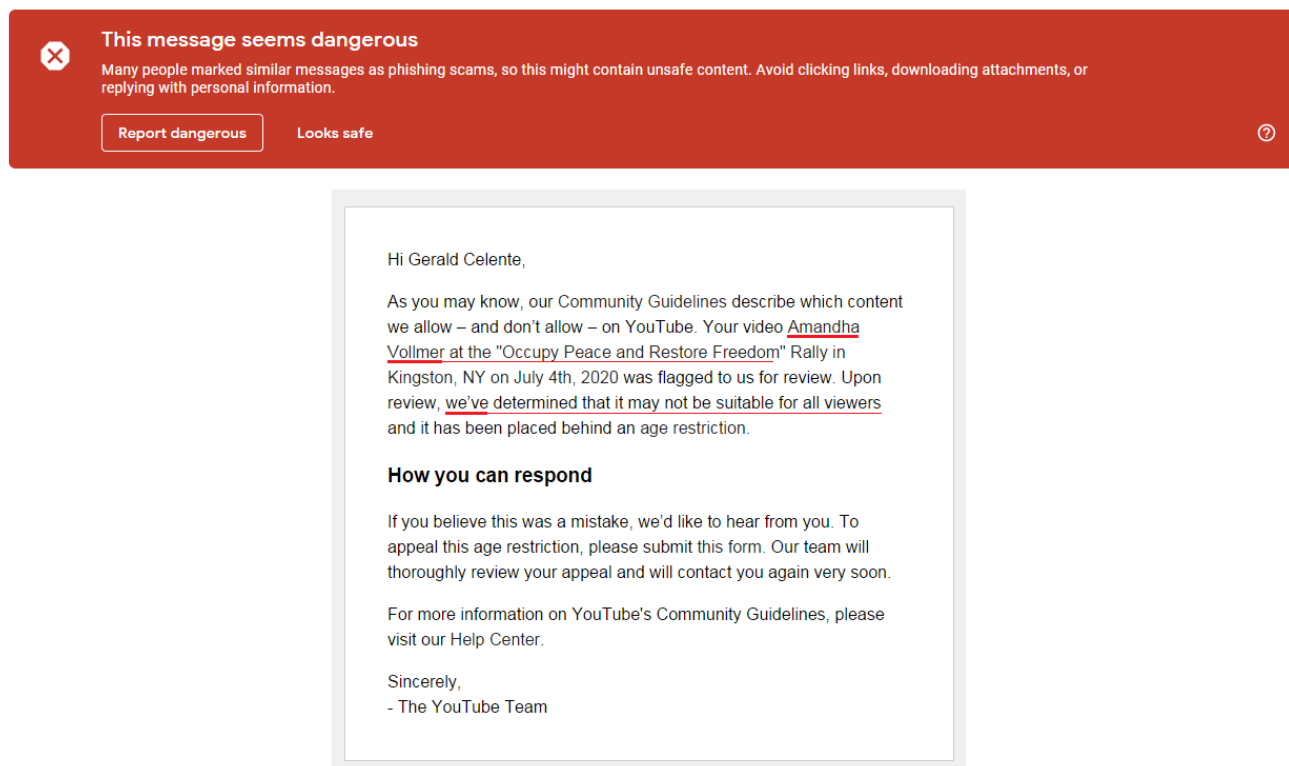 This message seems dangerous
Many people marked similar messages as phishing scams, so this might contain unsafe content. Avoid clicking links, downloading attachments, or
replying with personal information.
Report dangerous Looks safe
Hi Gerald Celente,
As you may know, our Community Guidelines describe which content
we allow – and don’t allow – on YouTube. Your video Amandha
Vollmer at the "Occupy Peace and Restore Freedom" Rally in
Kingston, NY on July 4th, 2020 was flagged to us for review. Upon
review, we’ve determined that it may not be suitable for all viewers
and it has been placed behind an age restriction.
How you can respond
If you believe this was a mistake, we’d like to hear from you. To
appeal this age restriction, please submit this form. Our team will
thoroughly review your appeal and will contact you again very soon.
For more information on YouTube's Community Guidelines, please
visit our Help Center.
Sincerely,
- The YouTube Team